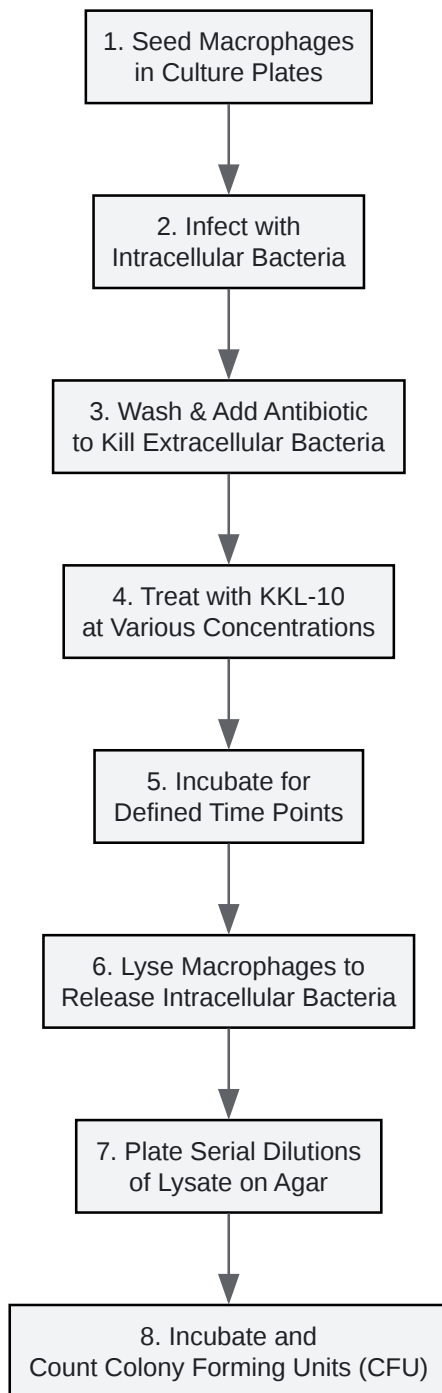 1. Seed Macrophages
in Culture Plates
2. Infect with
Intracellular Bacteria
3. Wash & Add Antibiotic
to Kill Extracellular Bacteria
4. Treat with KKL-10
at Various Concentrations
5. Incubate for
Defined Time Points
6. Lyse Macrophages to
Release Intracellular Bacteria
7. Plate Serial Dilutions
of Lysate on Agar
8. Incubate and
Count Colony Forming Units (CFU)